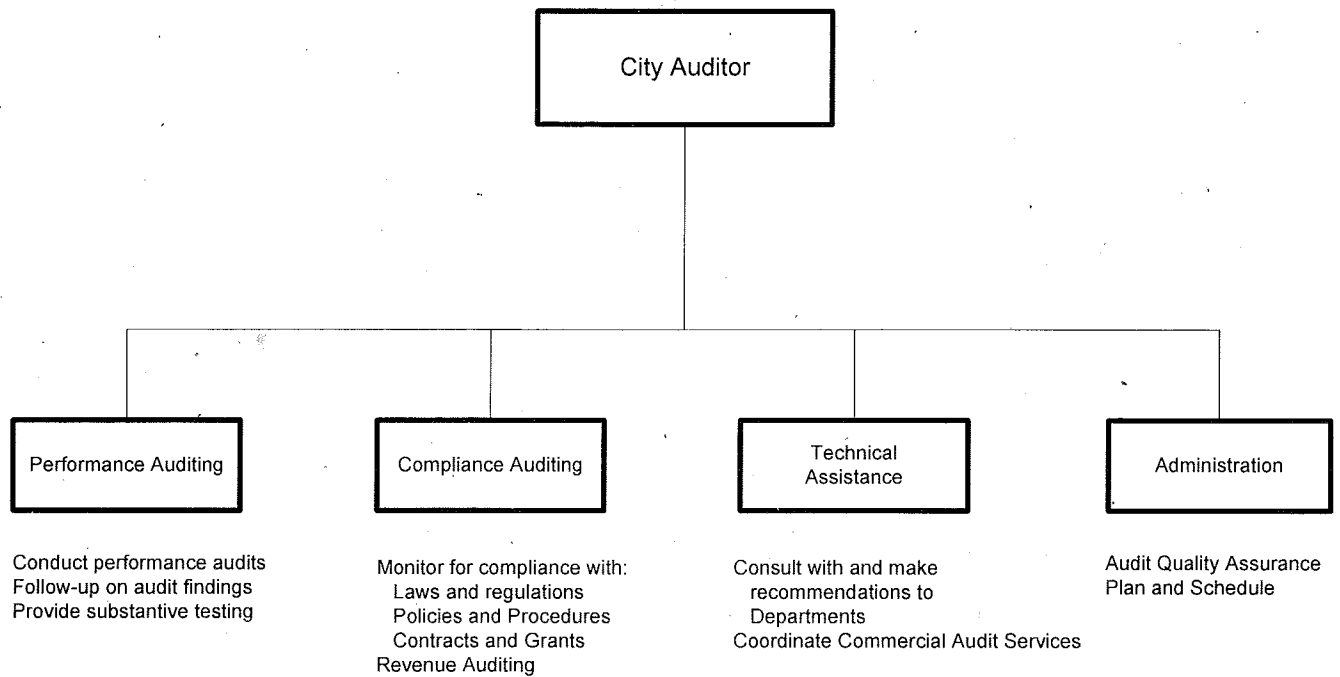 City Auditor
Performance Auditing
Compliance Auditing
Technical
Assistance
Administration
Conduct performance audits
Follow-up on audit findings
Provide substantive testing
Monitor for compliance with:
Laws and regulations
Policies and Procedures
Contracts and Grants
Revenue Auditing
Consult with and make
recommendations to
Departments
Coordinate Commercial Audit Services
Audit Quality Assurance
Plan and Schedule